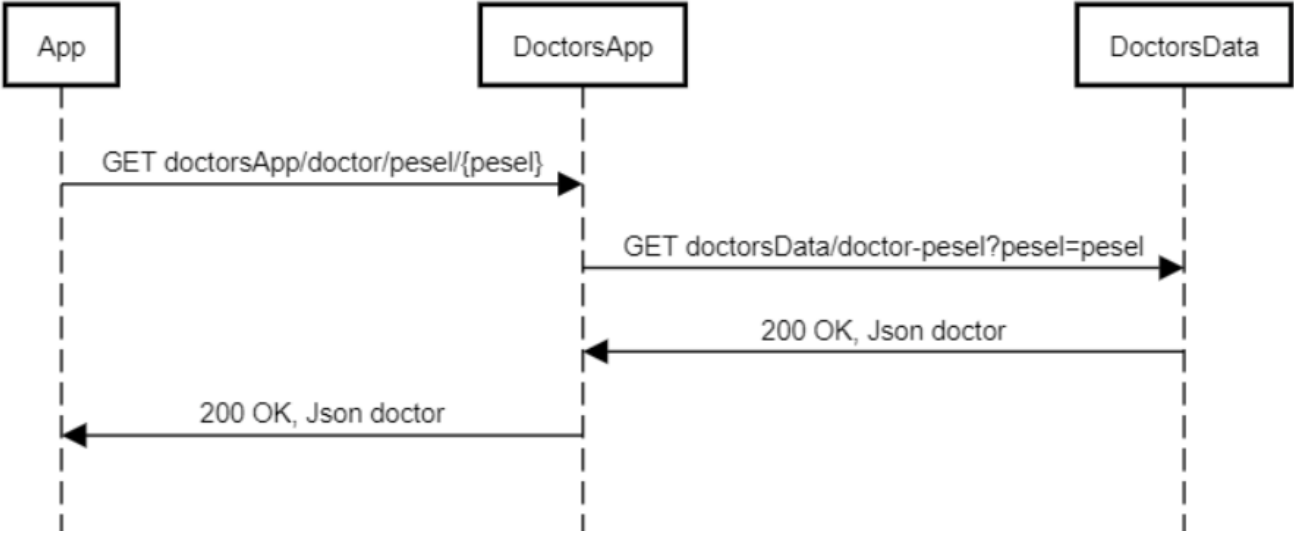 App
DoctorsApp
DoctorsData
GET doctorsApp/doctor/pesel/{pesel}
GET doctorsData/doctor-pesel?pesel=pesel
200 OK, Json doctor
200 OK, Json doctor